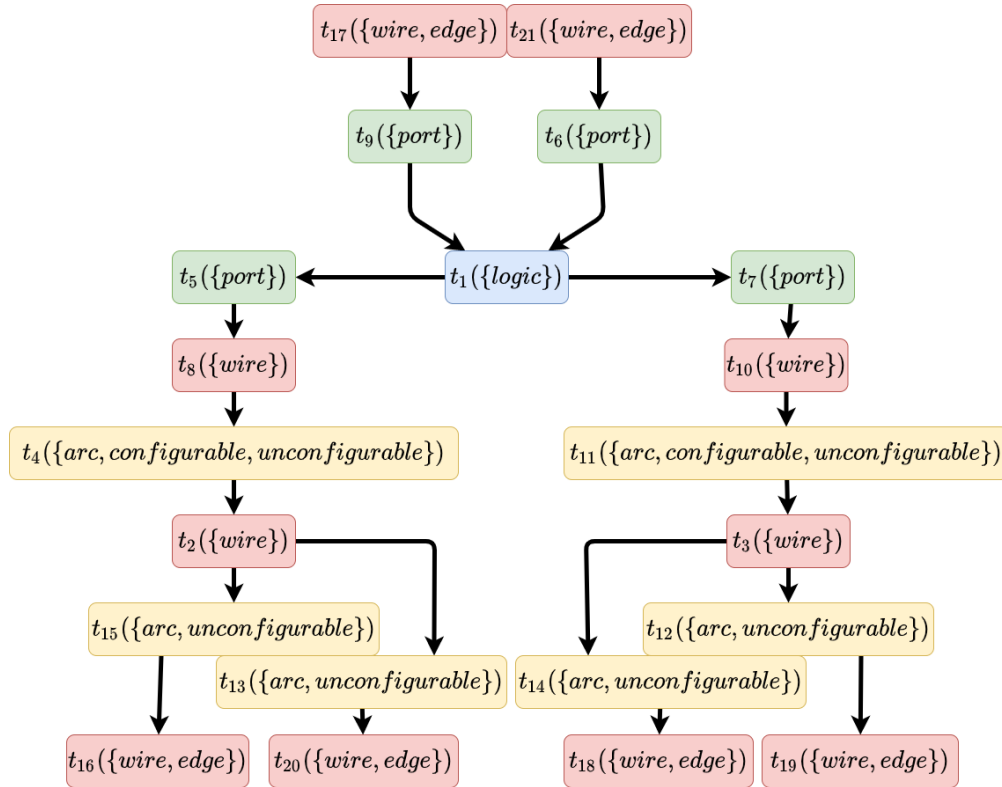 t₁₇({wire, edge})
t₂₁({wire, edge})
t₉({port})
t₆({port})
t₅({port})
t₁({logic})
t₇({port})
t₈({wire})
t₁₀({wire})
t₄({arc, configurable, unconfigurable})
t₁₁({arc, configurable, unconfigurable})
t₂({wire})
t₃({wire})
t₁₅({arc, unconfigurable})
t₁₂({arc, unconfigurable})
t₁₃({arc, unconfigurable})
t₁₄({arc, unconfigurable})
t₁₆({wire, edge})
t₂₀({wire, edge})
t₁₈({wire, edge})
t₁₉({wire, edge})